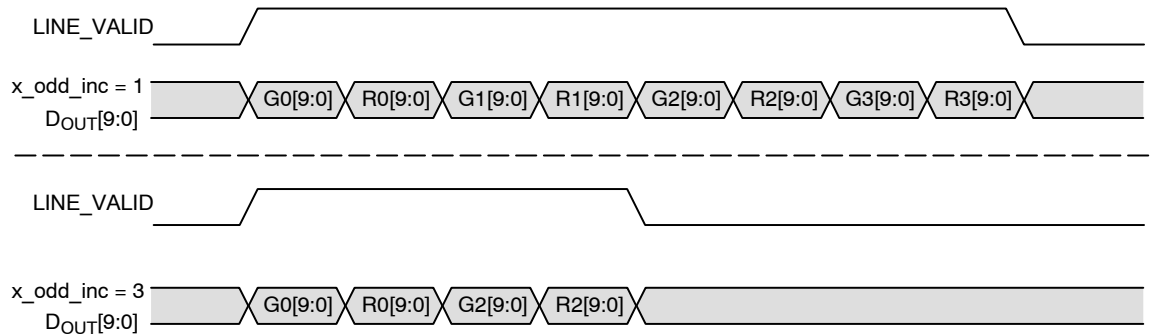 LINE_VALID
x_odd_inc = 1
G0[9:0] R0[9:0] G1[9:0] R1[9:0] G2[9:0] R2[9:0] G3[9:0] R3[9:0]
DOUT[9:0]
LINE_VALID
x_odd_inc = 3
G0[9:0] R0[9:0] G2[9:0] R2[9:0]
DOUT[9:0]